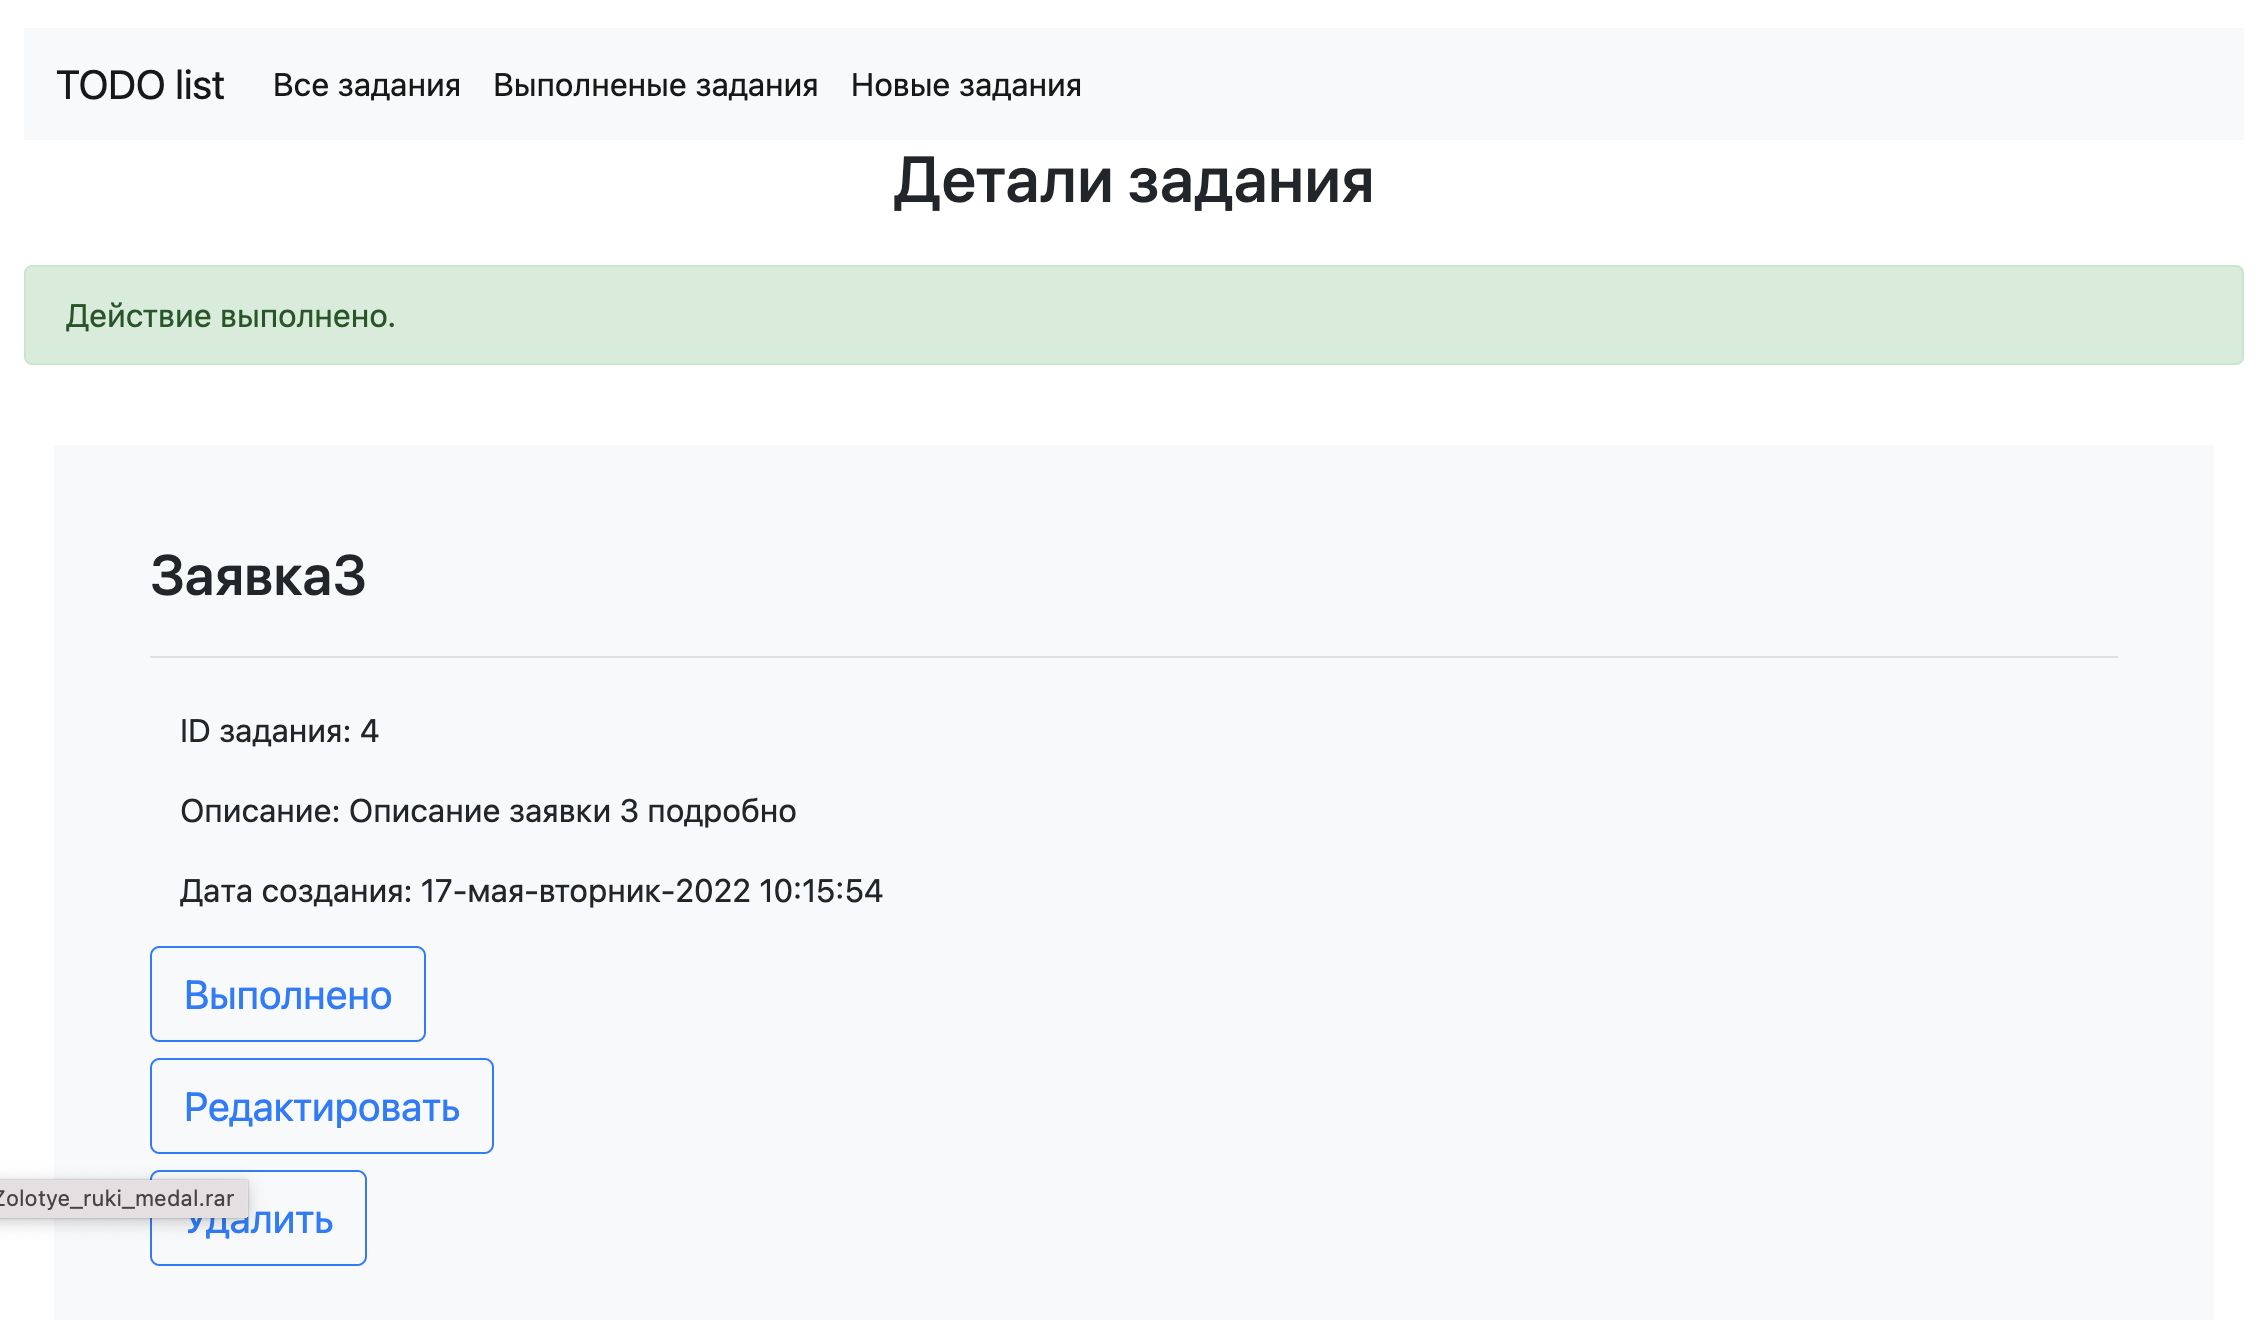 TODO list Все задания Выполненые задания Новые задания
Детали задания
Действие выполнено.
Заявка3
ID задания: 4
Описание: Описание заявки 3 подробно
Дата создания: 17-мая-вторник-2022 10:15:54
Выполнено
Редактировать
Zolotye_ruki_medal.rar
Удалить